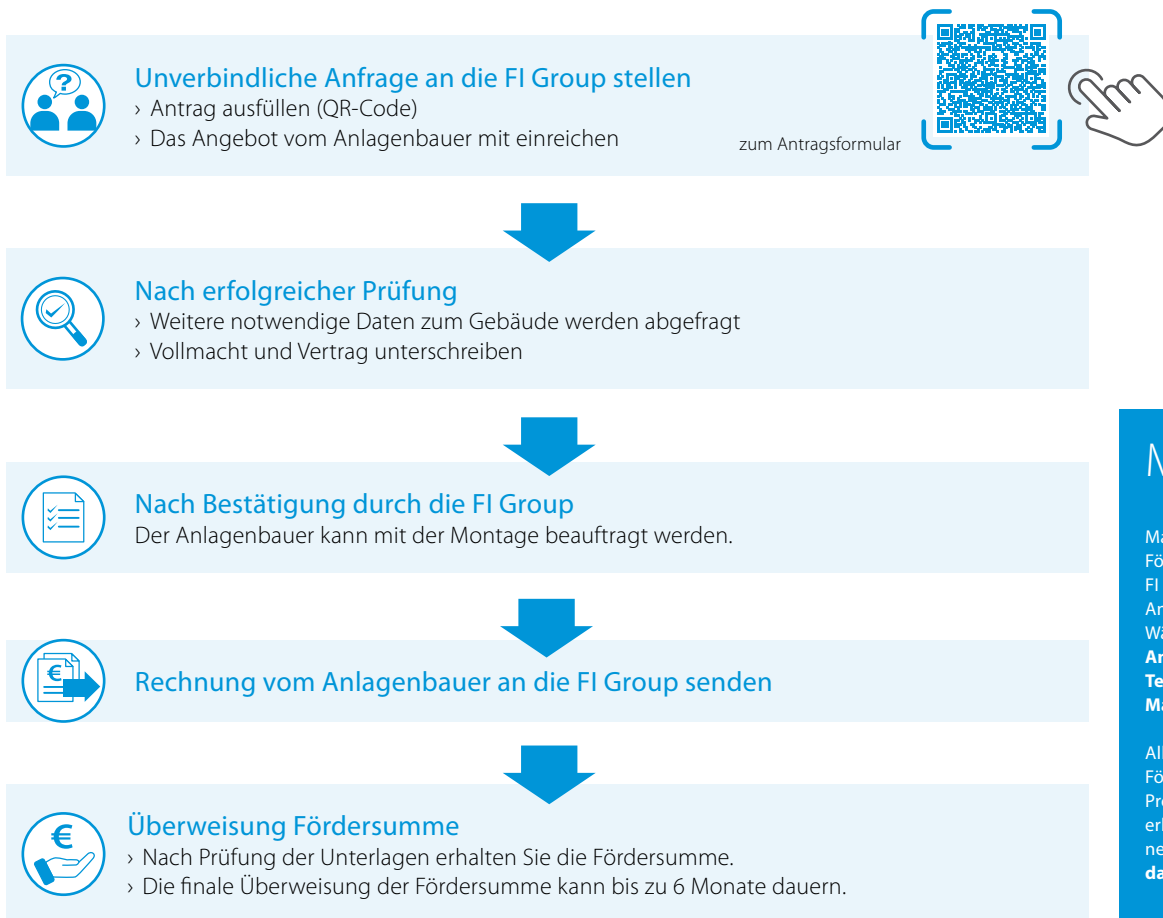 Unverbindliche Anfrage an die FI Group stellen
› Antrag ausfüllen (QR-Code)
› Das Angebot vom Anlagenbauer mit einreichen
zum Antragsformular
?
Nach erfolgreicher Prüfung
› Weitere notwendige Daten zum Gebäude werden abgefragt
› Vollmacht und Vertrag unterschreiben
Nach Bestätigung durch die FI Group
Der Anlagenbauer kann mit der Montage beauftragt werden.
€
Rechnung vom Anlagenbauer an die FI Group senden
€
Überweisung Fördersumme
› Nach Prüfung der Unterlagen erhalten Sie die Fördersumme.
› Die finale Überweisung der Fördersumme kann bis zu 6 Monate dauern.
FI